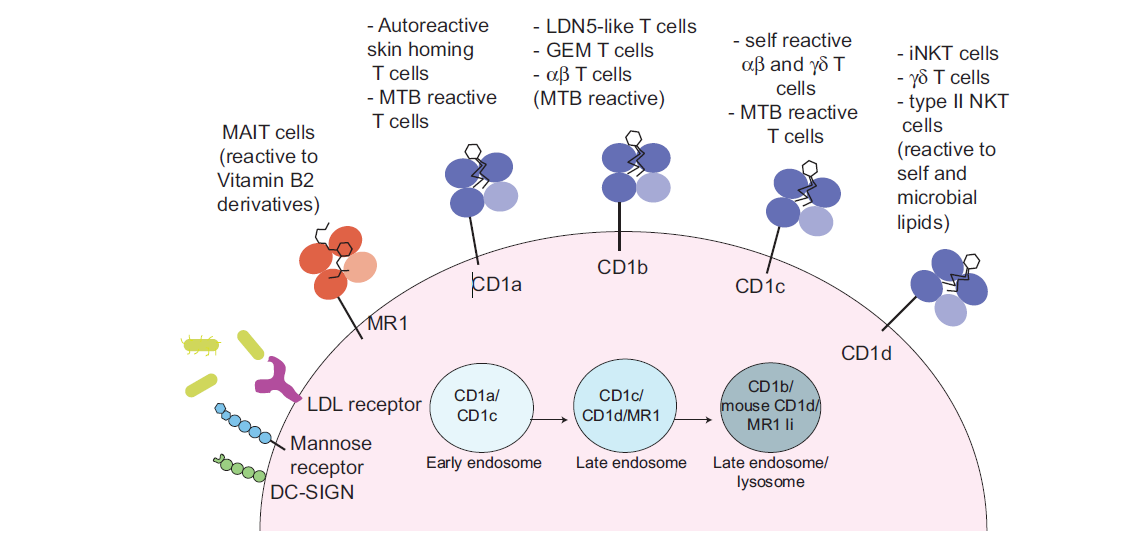 - Autoreactive
skin homing
T cells
- MTB reactive
T cells
- LDN5-like T cells
- GEM T cells
- αβ T cells
(MTB reactive)
- self reactive
αβ and γδ T
cells
- MTB reactive
T cells
- iNKT cells
- γδ T cells
- type II NKT
cells
(reactive to
self and
microbial
lipids)
MAIT cells
(reactive to
Vitamin B2
derivatives)
CD1a
CD1b
CD1c
CD1d
MR1
LDL receptor
Mannose
receptor
DC-SIGN
CD1a/
CD1c
Early endosome
CD1c/
CD1d/MR1
Late endosome
CD1b/
mouse CD1d/
MR1 Ii
Late endosome/
lysosome